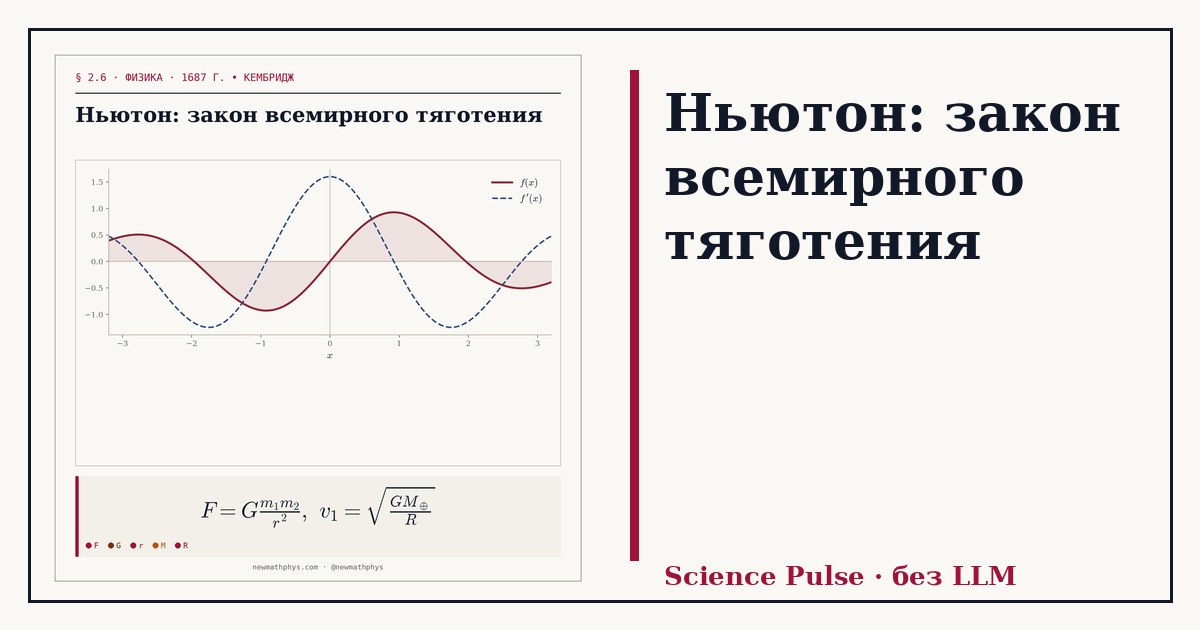 § 2.6 · ФИЗИКА · 1687 Г. • КЕМБРИДЖ
Ньютон: закон всемирного тяготения
f(x)
f′(x)
1.5
1.0
0.5
0.0
−0.5
−1.0
−3 −2 −1 0 1 2 3
x
F = G m₁m₂/r², v₁ = √(GM⊕/R)
F G r M R
newmathphys.com · @newmathphys
Ньютон: закон
всемирного
тяготения
Science Pulse · без LLM